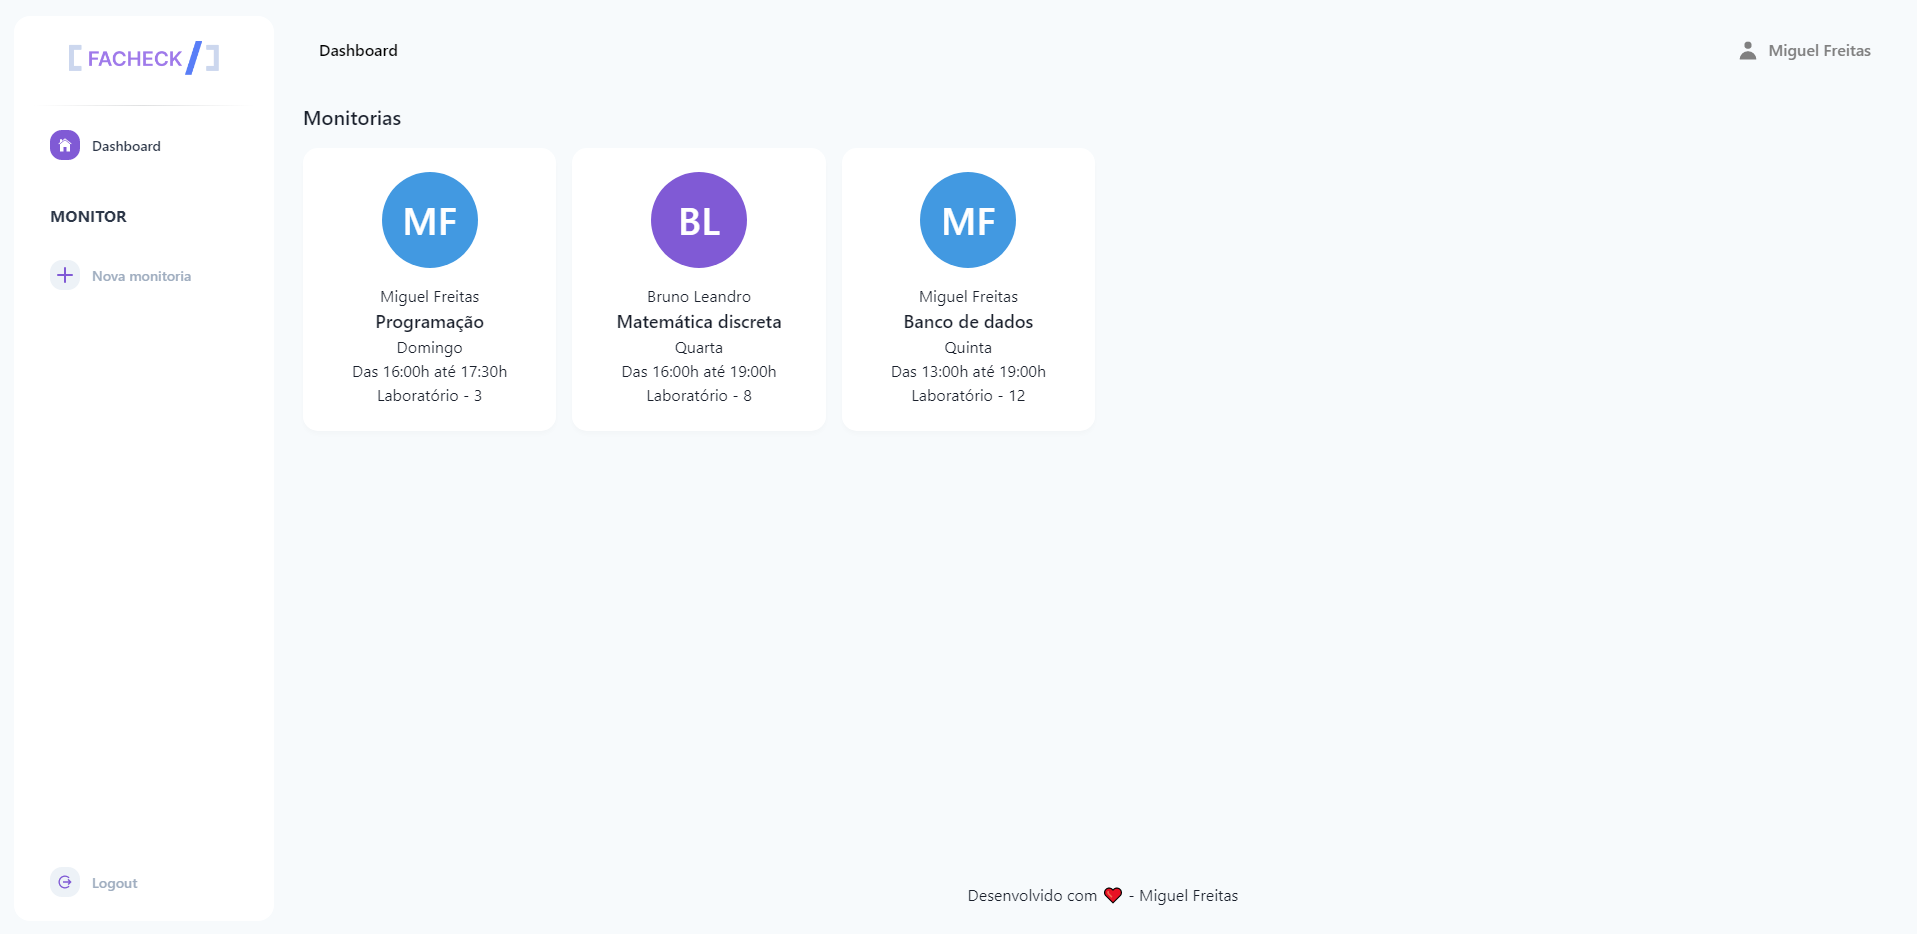 [ FACHECK / ]
Dashboard
MONITOR
Nova monitoria
Logout
Dashboard
Miguel Freitas
Monitorias
MF
Miguel Freitas
Programação
Domingo
Das 16:00h até 17:30h
Laboratório - 3
BL
Bruno Leandro
Matemática discreta
Quarta
Das 16:00h até 19:00h
Laboratório - 8
MF
Miguel Freitas
Banco de dados
Quinta
Das 13:00h até 19:00h
Laboratório - 12
Desenvolvido com ❤️ - Miguel Freitas